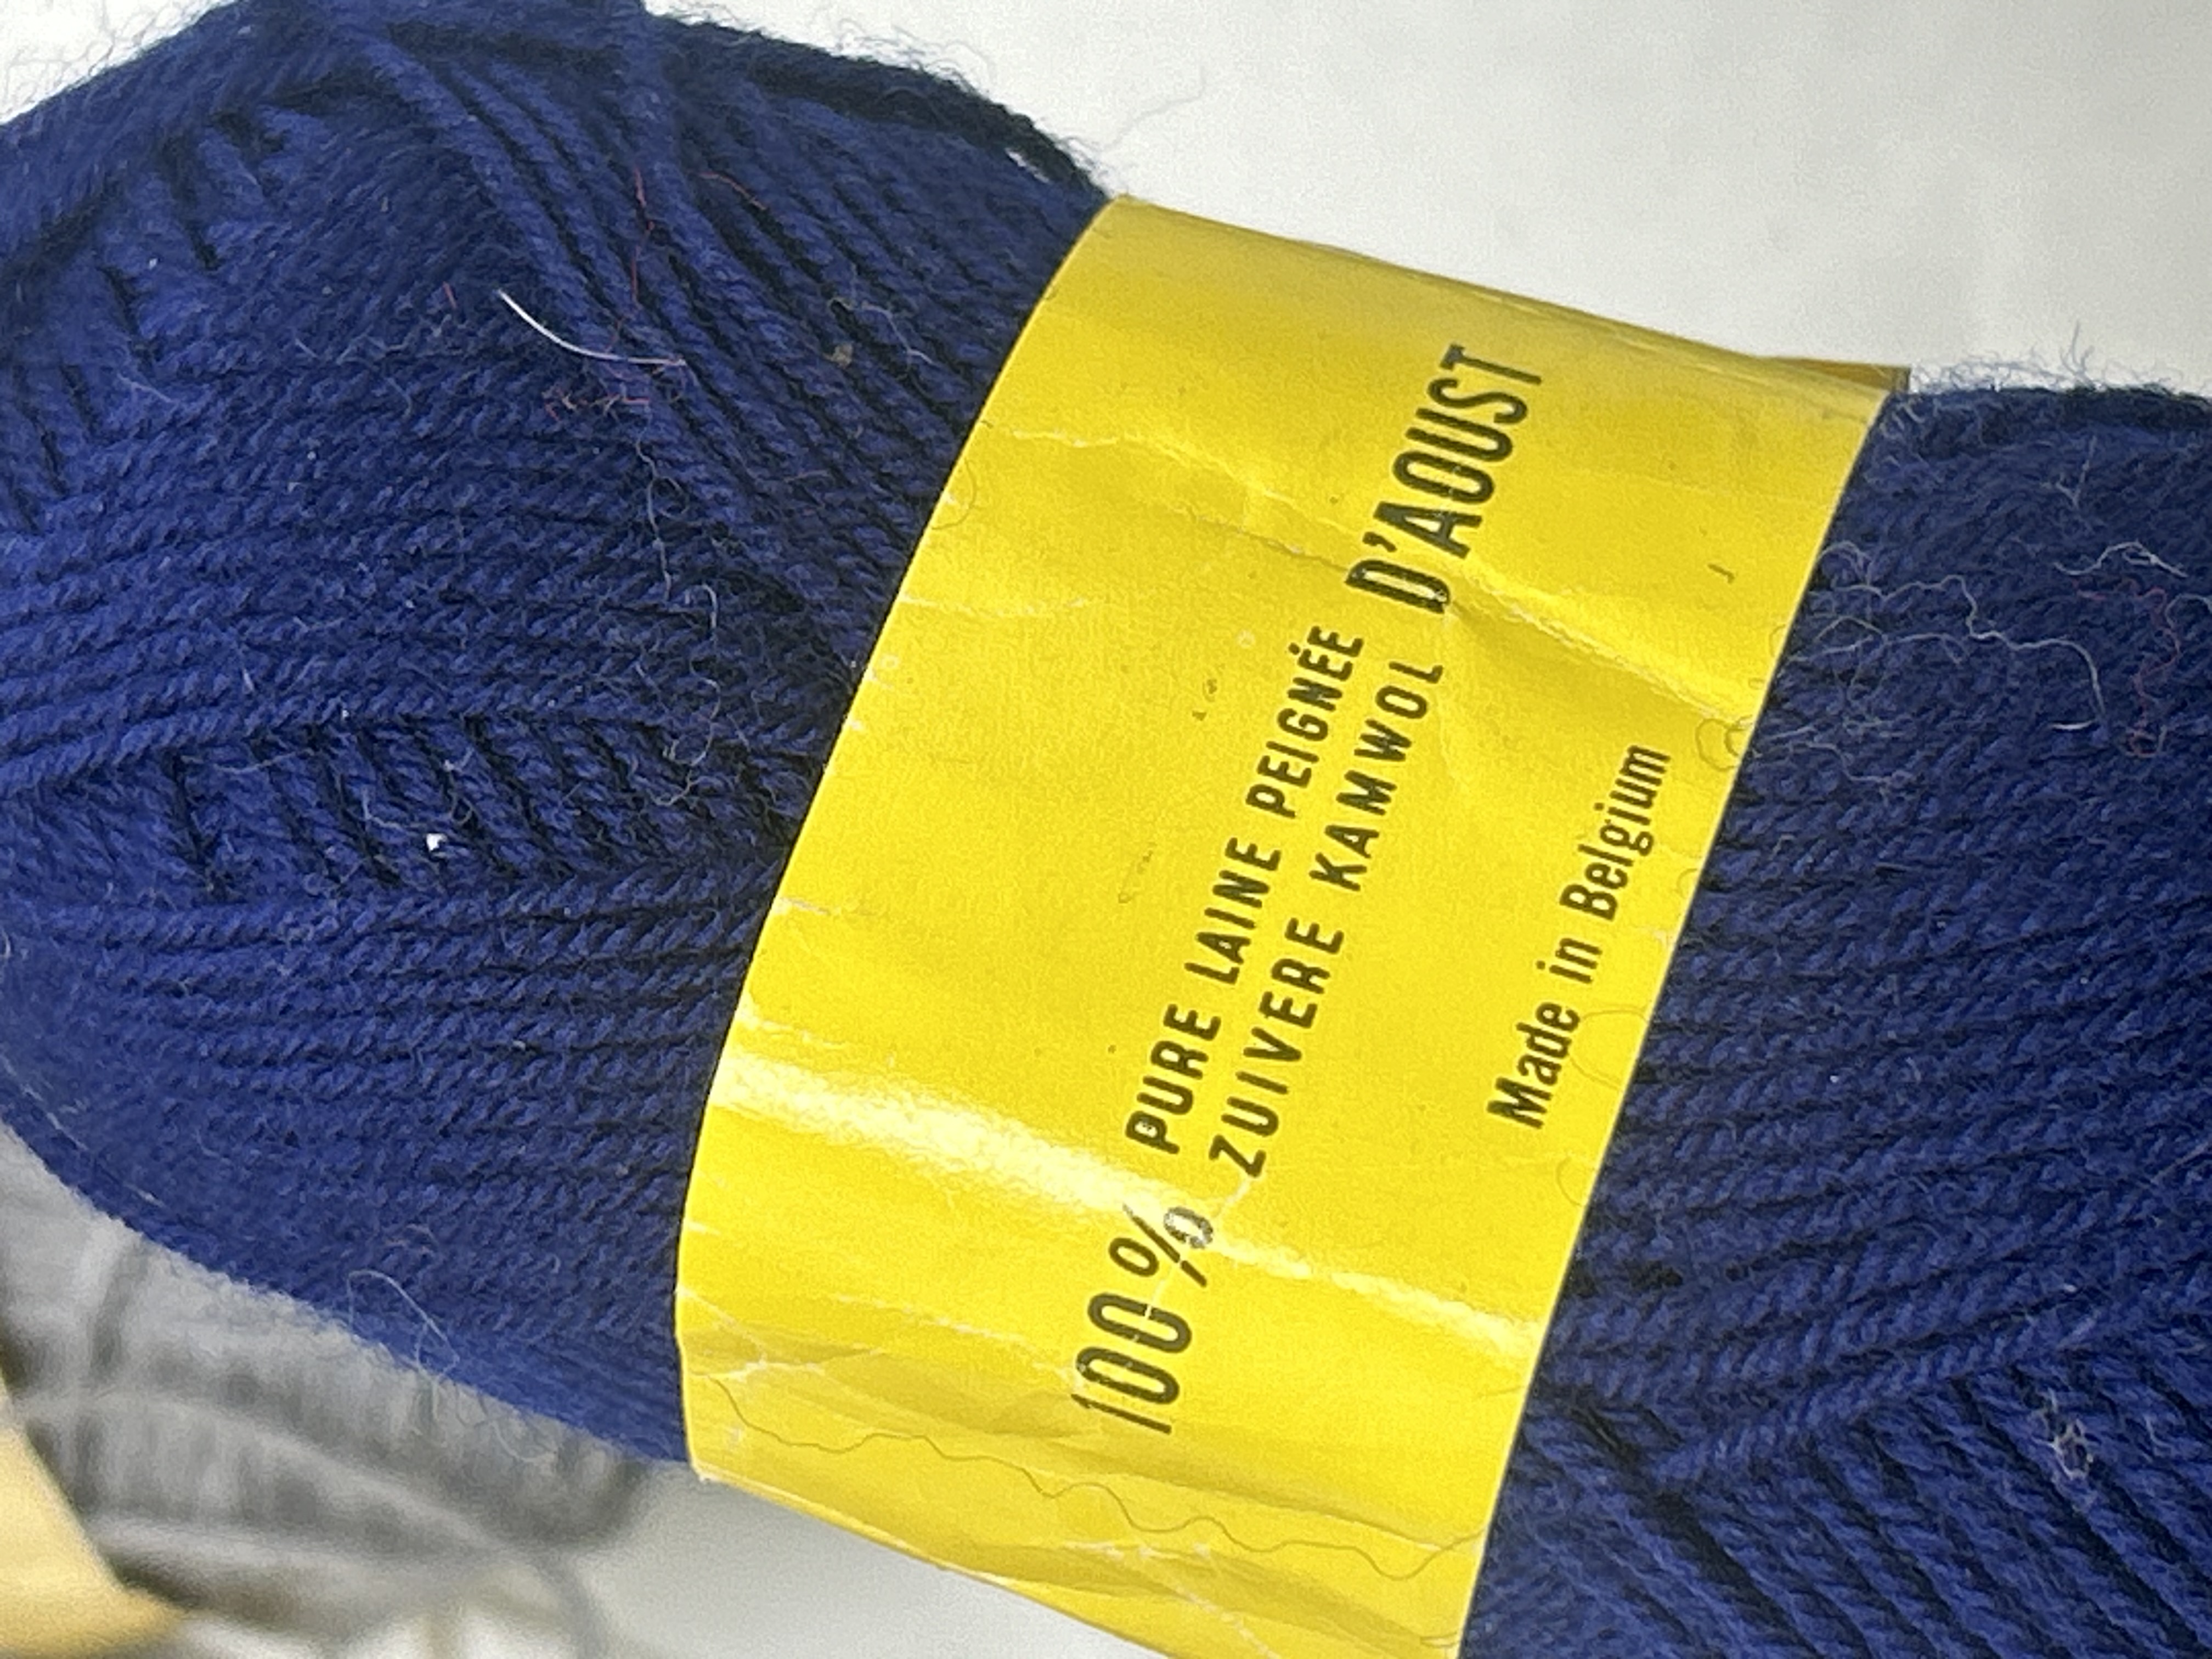 100% PURE LAINE PEIGNÉE D'AOUST
ZUIVERE KAMWOL
Made in Belgium